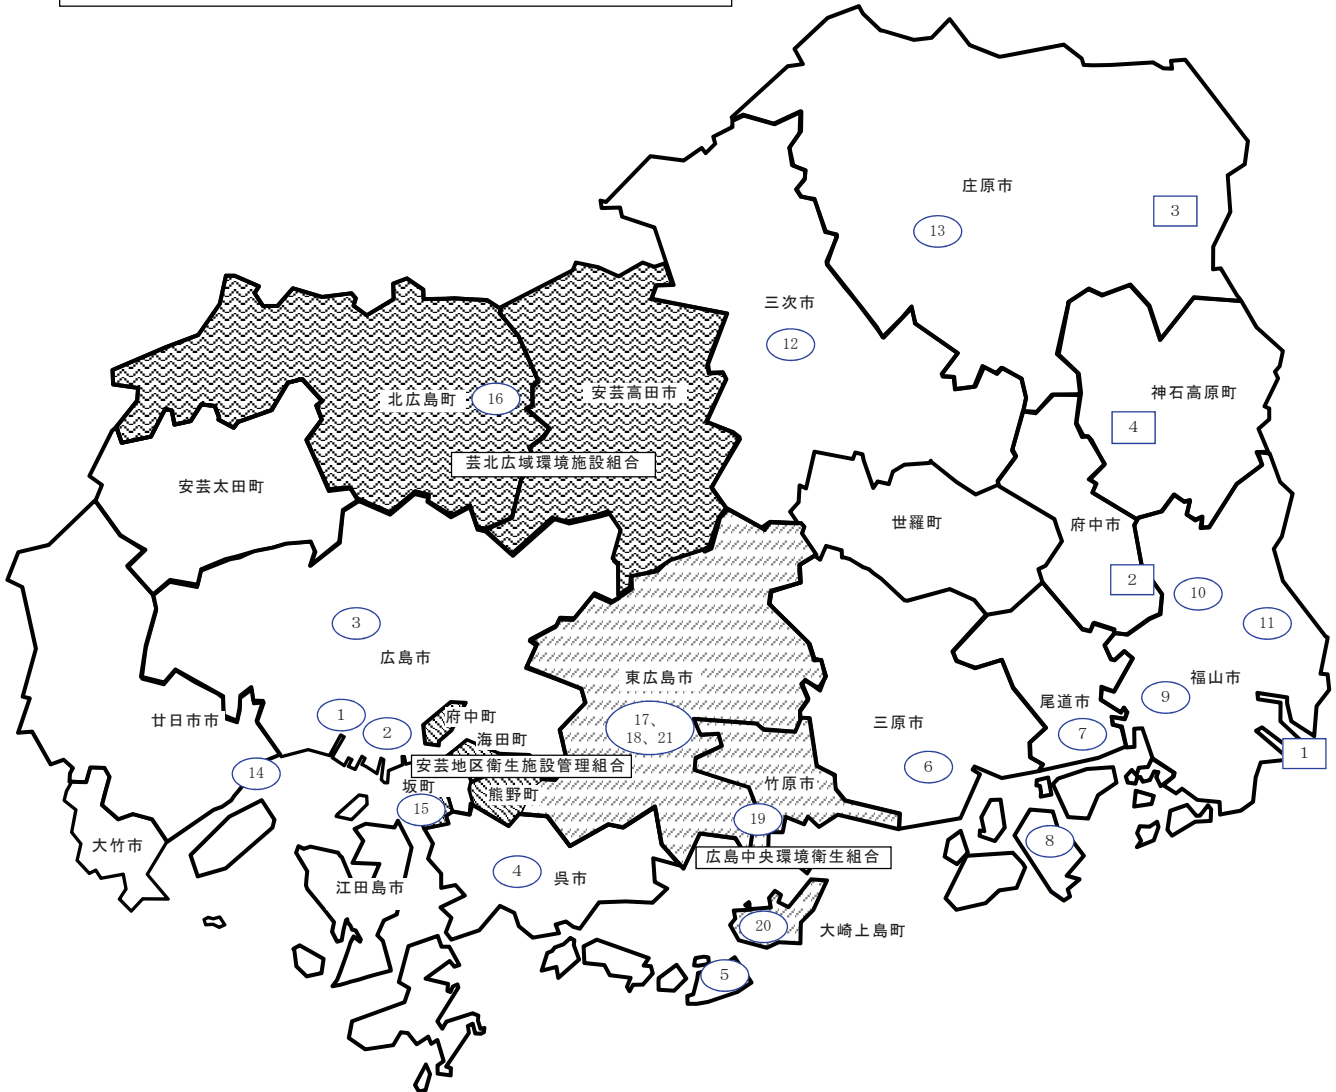 庄原市
3
13
三次市
12
北広島町
16
安芸高田市
神石高原町
4
芸北広域環境施設組合
安芸太田町
世羅町
府中市
2
10
11
3
広島市
東広島市
福山市
9
尾道市
7
三原市
6
廿日市市
1
2
府中町
海田町
17、
18、21
1
安芸地区衛生施設管理組合
14
坂町
15
熊野町
竹原市
19
大竹市
広島中央環境衛生組合
8
江田島市
4
呉市
20
大崎上島町
5